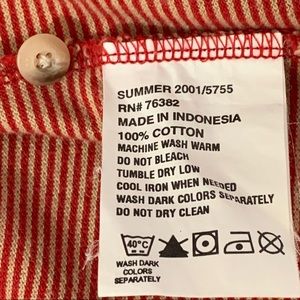 SUMMER 2001/5755
RN# 76382
MADE IN INDONESIA
100% COTTON
MACHINE WASH WARM
DO NOT BLEACH
TUMBLE DRY LOW
COOL IRON WHEN NEEDED
WASH DARK COLORS SEPARATELY
DO NOT DRY CLEAN
40°C
WASH DARK
COLORS
SEPARATELY